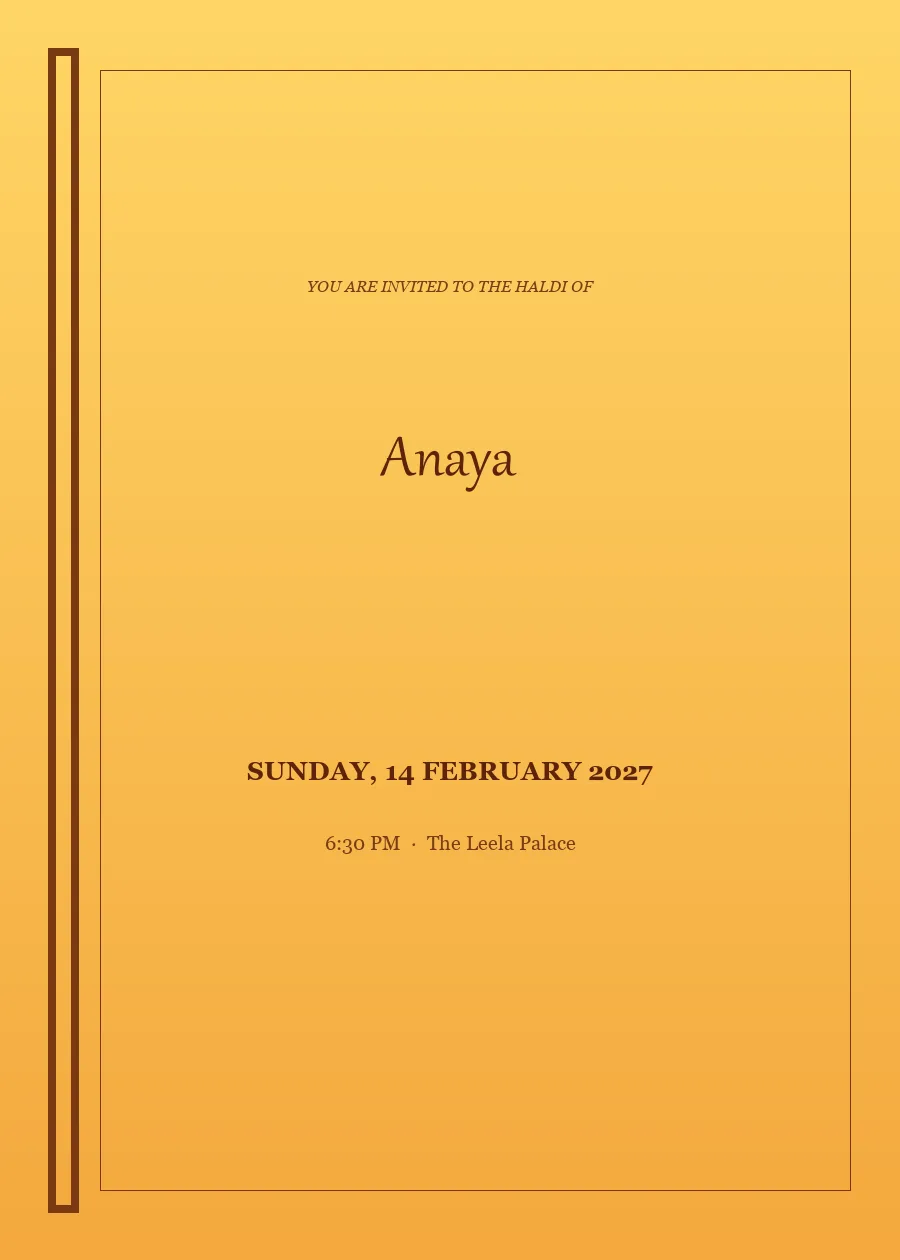 YOU ARE INVITED TO THE HALDI OF
Anaya
SUNDAY, 14 FEBRUARY 2027
6:30 PM · The Leela Palace